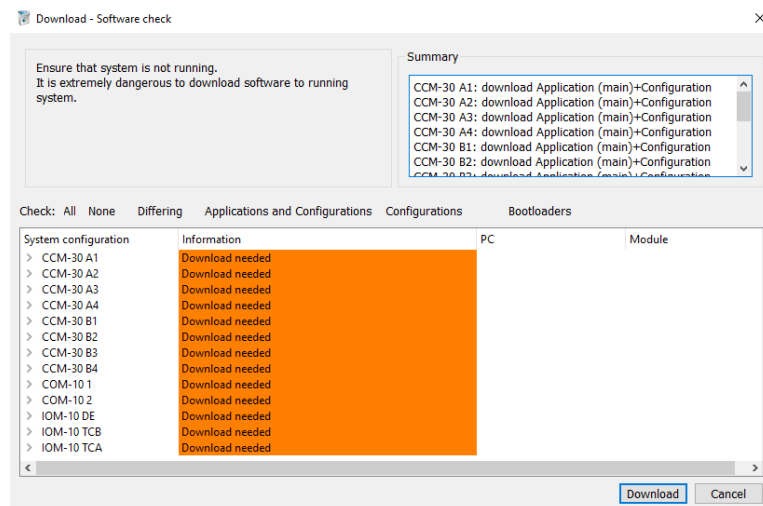 Download - Software check
Ensure that system is not running.
It is extremely dangerous to download software to running
system.
Summary
CCM-30 A1: download Application (main)+Configuration
CCM-30 A2: download Application (main)+Configuration
CCM-30 A3: download Application (main)+Configuration
CCM-30 A4: download Application (main)+Configuration
CCM-30 B1: download Application (main)+Configuration
CCM-30 B2: download Application (main)+Configuration
CCM-30 B3: download Application (main)+Configuration
Check: All None Differing Applications and Configurations Configurations Bootloaders
System configuration Information PC Module
CCM-30 A1 Download needed
CCM-30 A2 Download needed
CCM-30 A3 Download needed
CCM-30 A4 Download needed
CCM-30 B1 Download needed
CCM-30 B2 Download needed
CCM-30 B3 Download needed
CCM-30 B4 Download needed
COM-10 1 Download needed
COM-10 2 Download needed
IOM-10 DE Download needed
IOM-10 TCB Download needed
IOM-10 TCA Download needed
Download Cancel